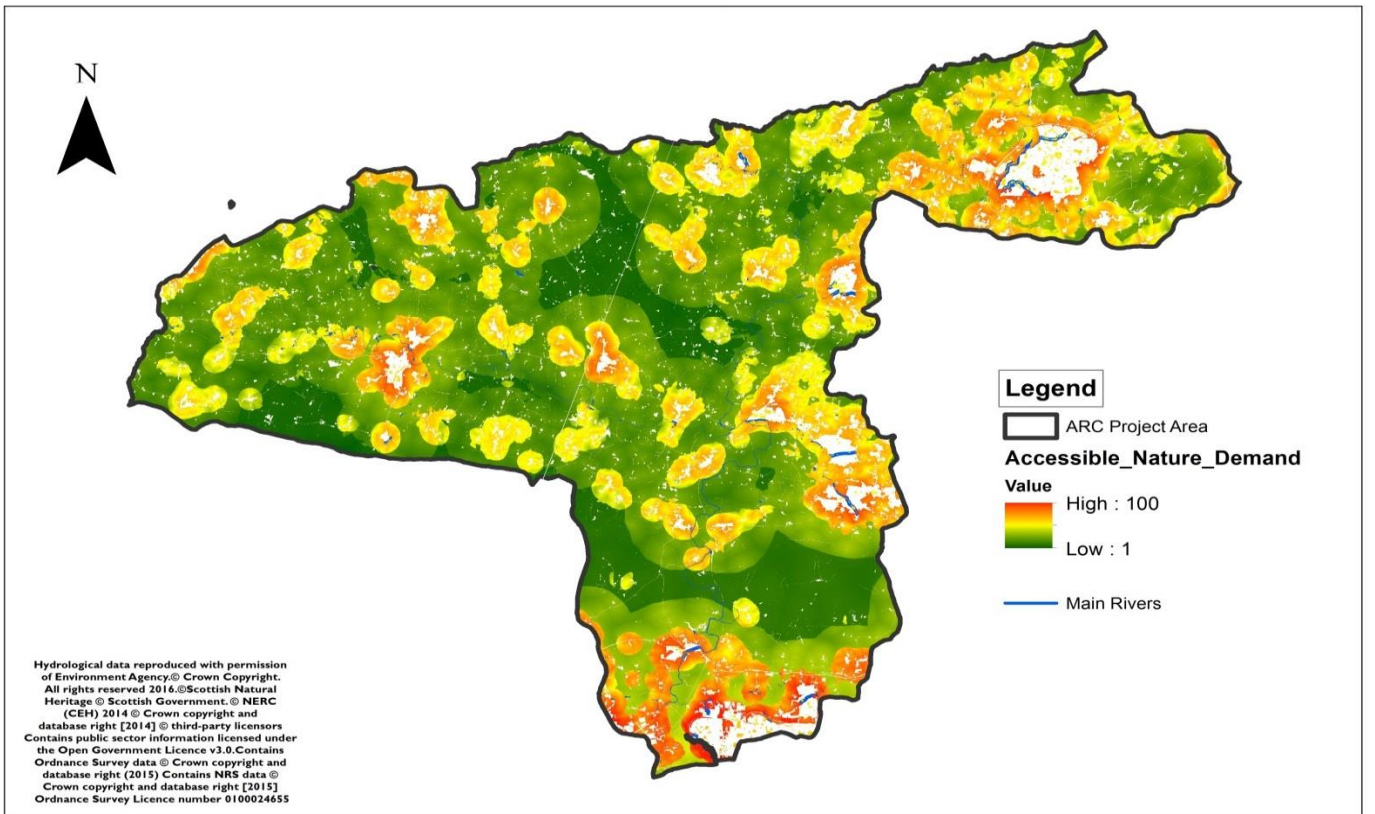 N
Legend
ARC Project Area
Accessible_Nature_Demand
Value
High : 100
Low : 1
Main Rivers
Hydrological data reproduced with permission
of Environment Agency.© Crown Copyright.
All rights reserved 2016.©Scottish Natural
Heritage © Scottish Government. © NERC
(CEH) 2014 © Crown copyright and
database right [2014] © third-party licensors
Contains public sector information licensed under
the Open Government Licence v3.0.Contains
Ordnance Survey data © Crown copyright and
database right (2015) Contains NRS data ©
Crown copyright and database right [2015]
Ordnance Survey Licence number 0100024655